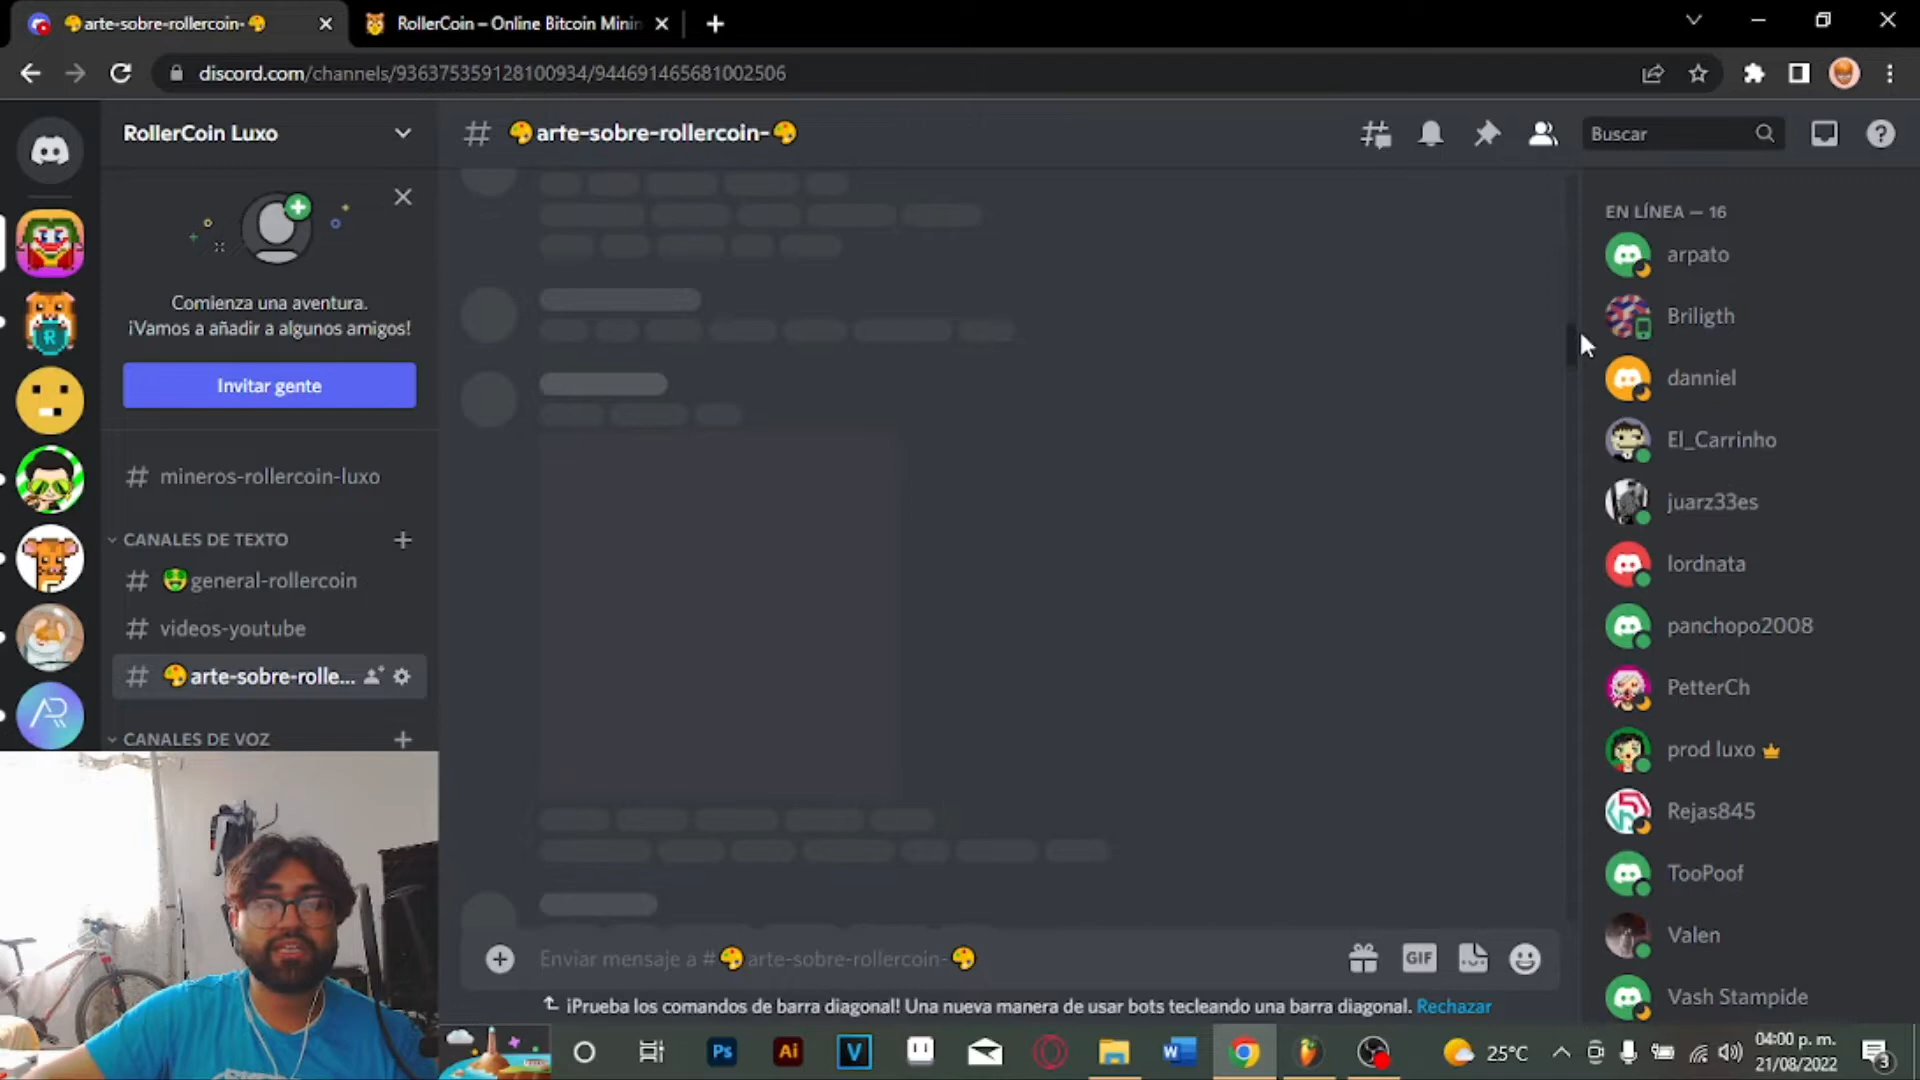 🎨arte-sobre-rollercoin-🎨
RollerCoin – Online Bitcoin Minin
discord.com/channels/936375359128100934/944691465681002506
RollerCoin Luxo
Comienza una aventura.
¡Vamos a añadir a algunos amigos!
Invitar gente
# mineros-rollercoin-luxo
CANALES DE TEXTO
# 🤑general-rollercoin
# videos-youtube
# 🎨arte-sobre-rolle...
CANALES DE VOZ
# 🎨arte-sobre-rollercoin-🎨
Buscar
EN LÍNEA — 16
arpato
Briligth
danniel
El_Carrinho
juarz33es
lordnata
panchopo2008
PetterCh
prod luxo
Rejas845
TooPoof
Valen
Vash Stampide
Enviar mensaje a #🎨arte-sobre-rollercoin-🎨
GIF
¡Prueba los comandos de barra diagonal! Una nueva manera de usar bots tecleando una barra diagonal. Rechazar
Ps
Ai
V
W
25°C
04:00 p. m.
21/08/2022
3